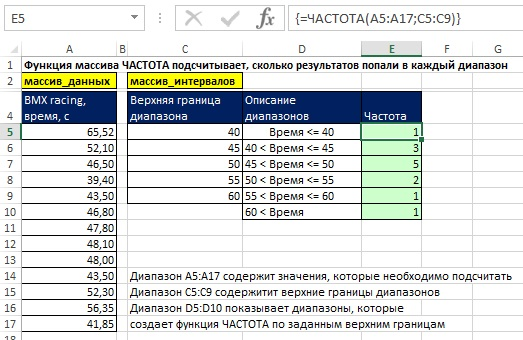 E5 {=ЧАСТОТА(A5:A17;C5:C9)}
A B C D E F G
1 Функция массива ЧАСТОТА подсчитывает, сколько результатов попали в каждый диапазон
2 массив_данных массив_интервалов
3
4 BMX racing, время, с Верхняя граница диапазона Описание диапазонов Частота
5 65,52 40 Время <= 40 1
6 52,10 45 40 < Время <= 45 3
7 46,50 50 45 < Время <= 50 5
8 39,40 55 50 < Время <= 55 2
9 43,50 60 55 < Время <= 60 1
10 46,80 60 < Время 1
11 47,80
12 48,10
13 48,00
14 43,50 Диапазон A5:A17 содержит значения, которые необходимо подсчитать
15 52,30 Диапазон C5:C9 содержитит верхние границы диапазонов
16 56,35 Диапазон D5:D10 показывает диапазоны, которые
17 41,85 создает функция ЧАСТОТА по заданным верхним границам
18